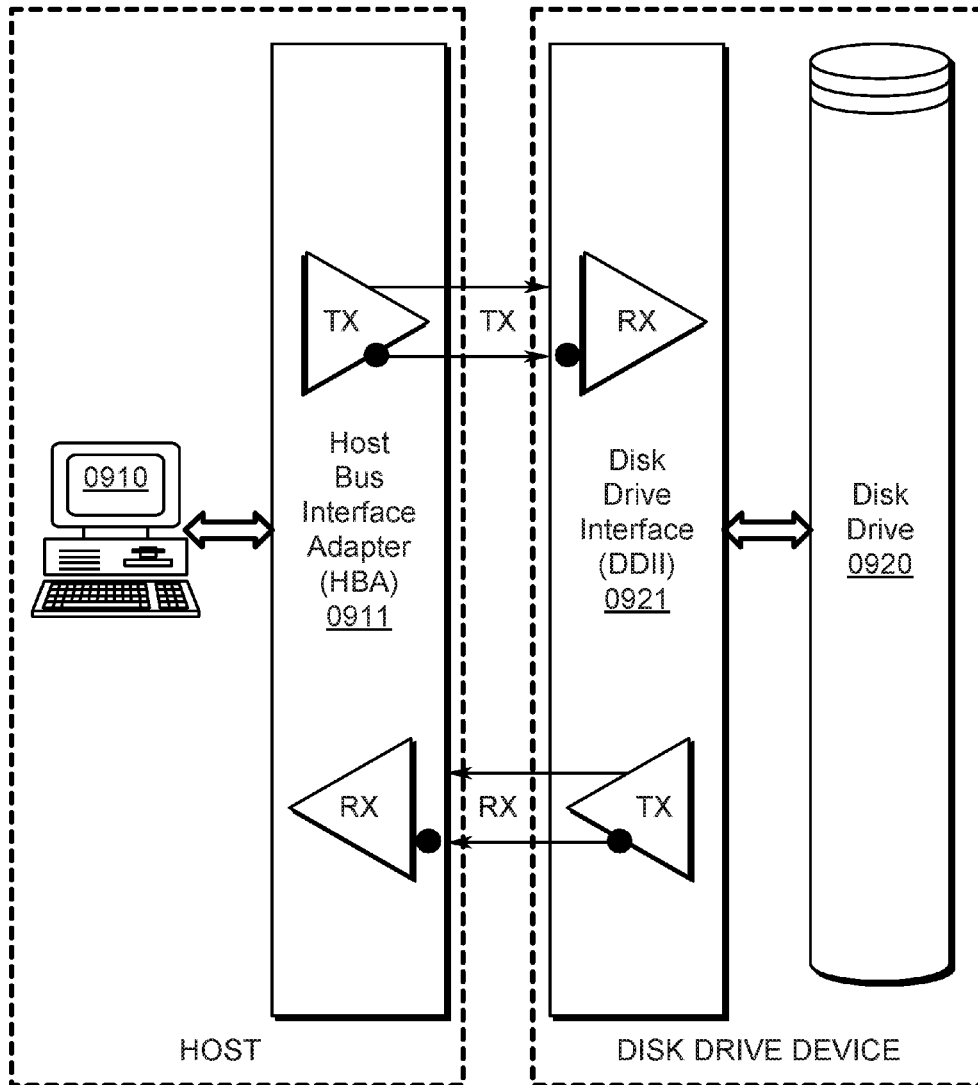 TX
TX
RX
0910
Host
Bus
Interface
Adapter
(HBA)
0911
Disk
Drive
Interface
(DDII)
0921
Disk
Drive
0920
RX
RX
TX
HOST
DISK DRIVE DEVICE